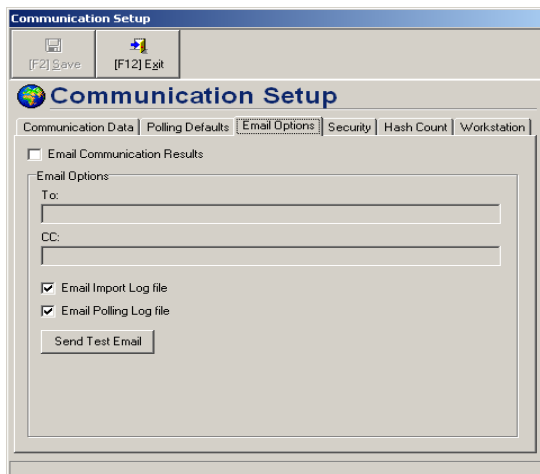 Communication Setup
[F2] Save [F12] Exit
Communication Setup
Communication Data Polling Defaults Email Options Security Hash Count Workstation
Email Communication Results
Email Options
To:
CC:
Email Import Log file
Email Polling Log file
Send Test Email